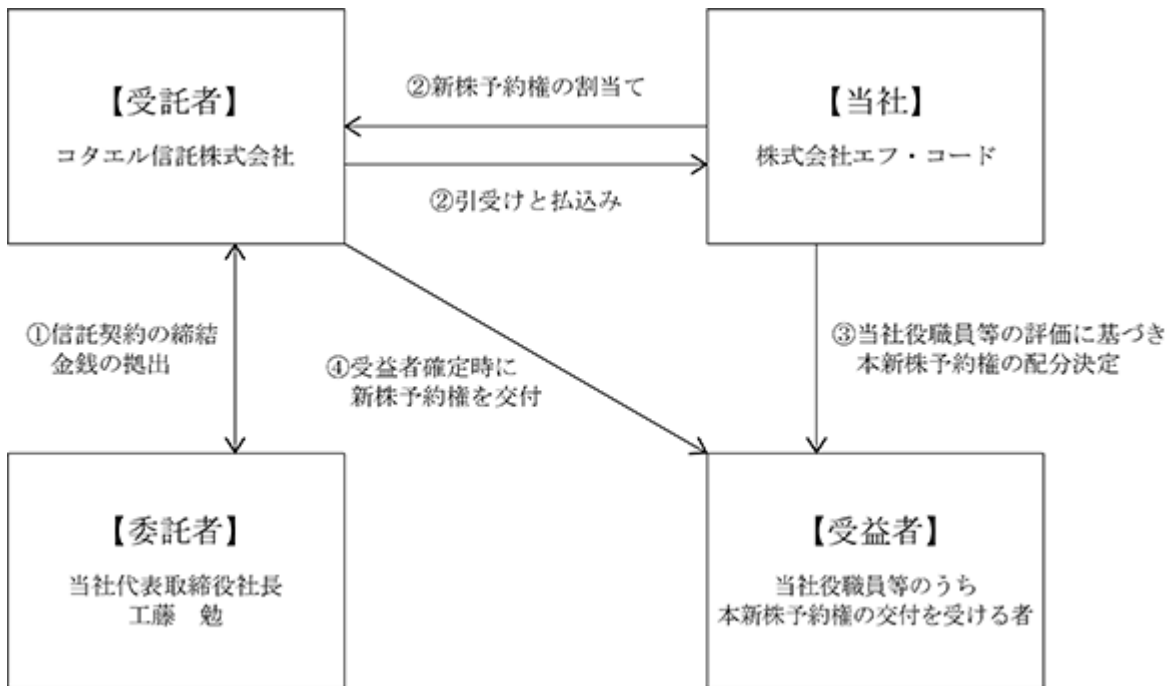 【受託者】
コタエル信託株式会社
②新株予約権の割当て
②引受けと払込み
【当社】
株式会社エフ・コード
①信託契約の締結
金銭の拠出
④受益者確定時に
新株予約権を交付
③当社役職員等の評価に基づき
本新株予約権の配分決定
【委託者】
当社代表取締役社長
工藤　勉
【受益者】
当社役職員等のうち
本新株予約権の交付を受ける者